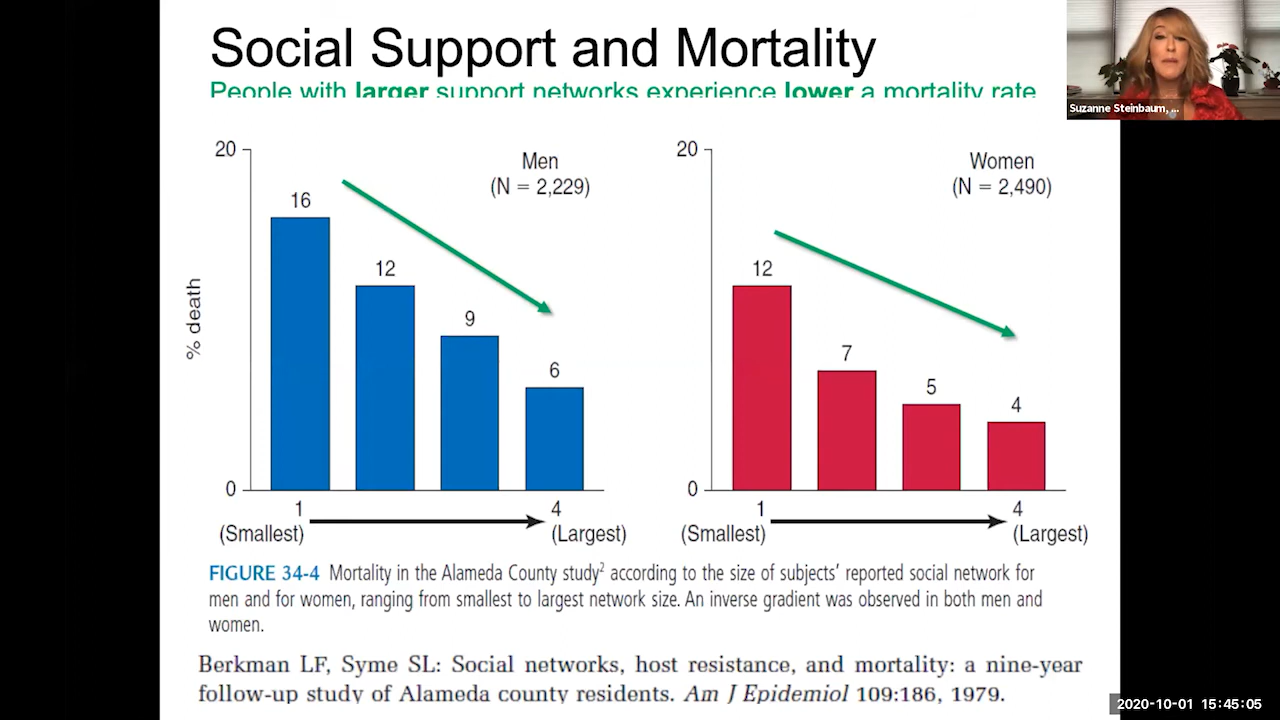 Social Support and Mortality
People with larger support networks experience lower a mortality rate
Suzanne Steinbaum, ...
20
Men
(N = 2,229)
16
12
9
6
% death
0
1
(Smallest)
4
(Largest)
20
Women
(N = 2,490)
12
7
5
4
0
1
(Smallest)
4
(Largest)
FIGURE 34-4 Mortality in the Alameda County study2 according to the size of subjects' reported social network for
men and for women, ranging from smallest to largest network size. An inverse gradient was observed in both men and
women.
Berkman LF, Syme SL: Social networks, host resistance, and mortality: a nine-year
follow-up study of Alameda county residents. Am J Epidemiol 109:186, 1979.
2020-10-01 15:45:05